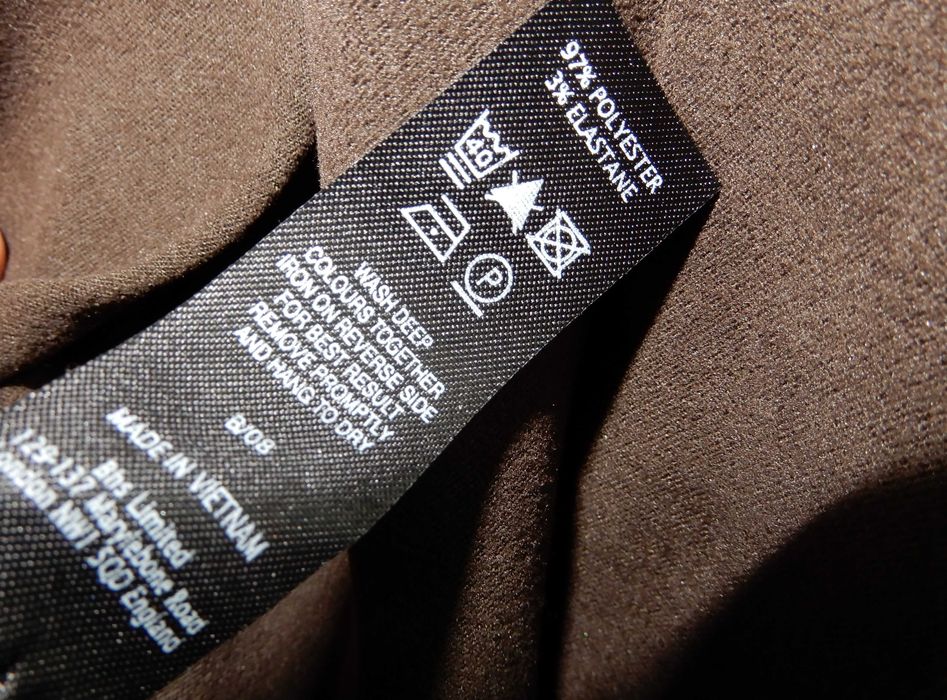 97% POLYESTER
3% ELASTANE
40
P
WASH DEEP
COLOURS TOGETHER
IRON ON REVERSE SIDE
FOR BEST RESULT
REMOVE PROMPTLY
AND HANG TO DRY
B/08
MADE IN VIETNAM
Bhs Limited
129-137 Marylebone Road
London NW1 5QD England